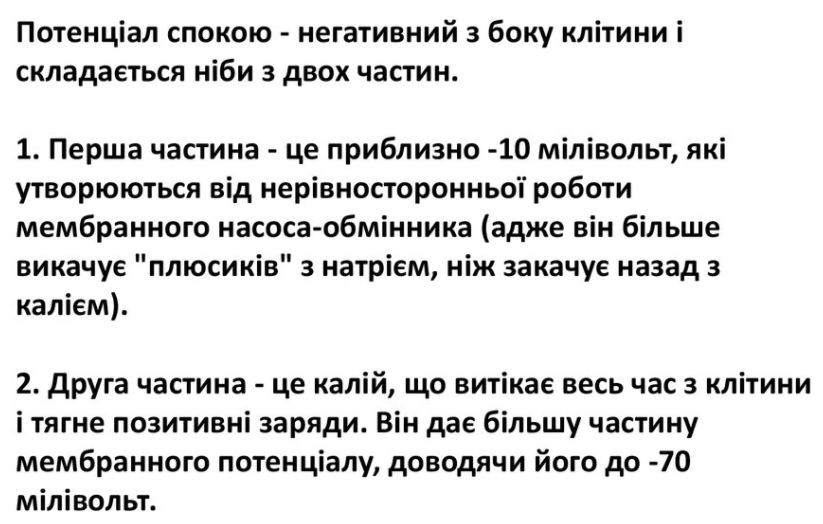 Потенціал спокою - негативний з боку клітини і
складається ніби з двох частин.
1. Перша частина - це приблизно -10 мілівольт, які
утворюються від нерівносторонньої роботи
мембранного насоса-обмінника (адже він більше
викачує "плюсиків" з натрієм, ніж закачує назад з
калієм).
2. Друга частина - це калій, що витікає весь час з клітини
і тягне позитивні заряди. Він дає більшу частину
мембранного потенціалу, доводячи його до -70
мілівольт.